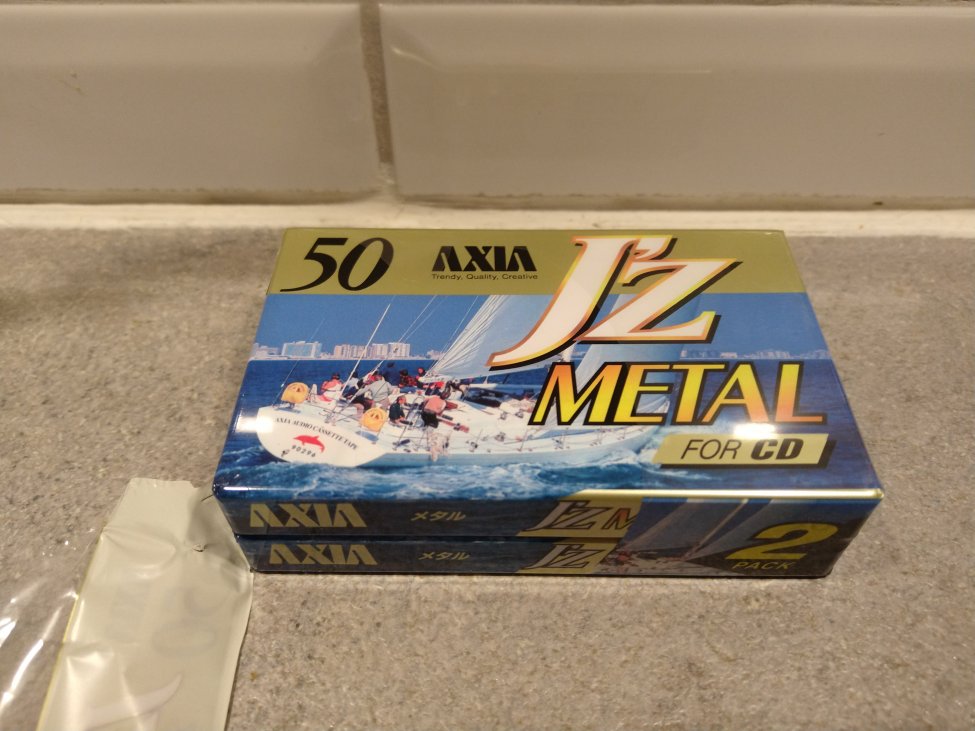 50
AXIA
Trendy, Quality, Creative
J'z
METAL
FOR CD
AXIA AUDIO CASSETTE TAPE
90294
AXIA メタル J'z M
AXIA メタル J'z
2
PACK